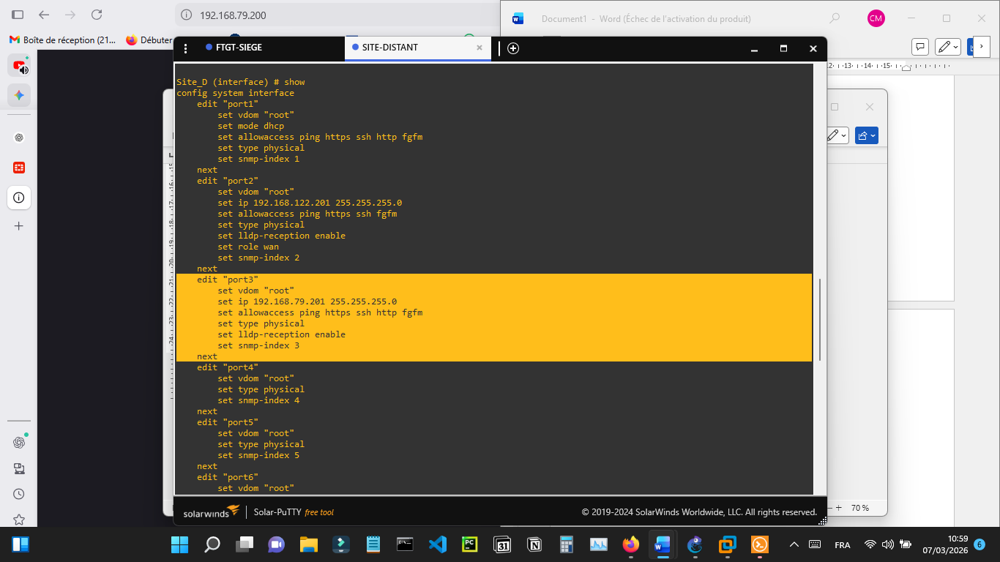 192.168.79.200
Document1 - Word (Échec de l'activation du produit)
CM
Boîte de réception (21...
Débuter
FTGT-SIEGE
SITE-DISTANT
12 · 13 · 14 · 15
Site_D (interface) # show
config system interface
edit "port1"
set vdom "root"
set mode dhcp
set allowaccess ping https ssh http fgfm
set type physical
set snmp-index 1
next
edit "port2"
set vdom "root"
set ip 192.168.122.201 255.255.255.0
set allowaccess ping https ssh fgfm
set type physical
set lldp-reception enable
set role wan
set snmp-index 2
next
edit "port3"
set vdom "root"
set ip 192.168.79.201 255.255.255.0
set allowaccess ping https ssh http fgfm
set type physical
set lldp-reception enable
set snmp-index 3
next
edit "port4"
set vdom "root"
set type physical
set snmp-index 4
next
edit "port5"
set vdom "root"
set type physical
set snmp-index 5
next
edit "port6"
set vdom "root"
solarwinds
Solar-PuTTY free tool
© 2019-2024 SolarWinds Worldwide, LLC. All rights reserved.
70 %
31
FRA
10:59
07/03/2026
6